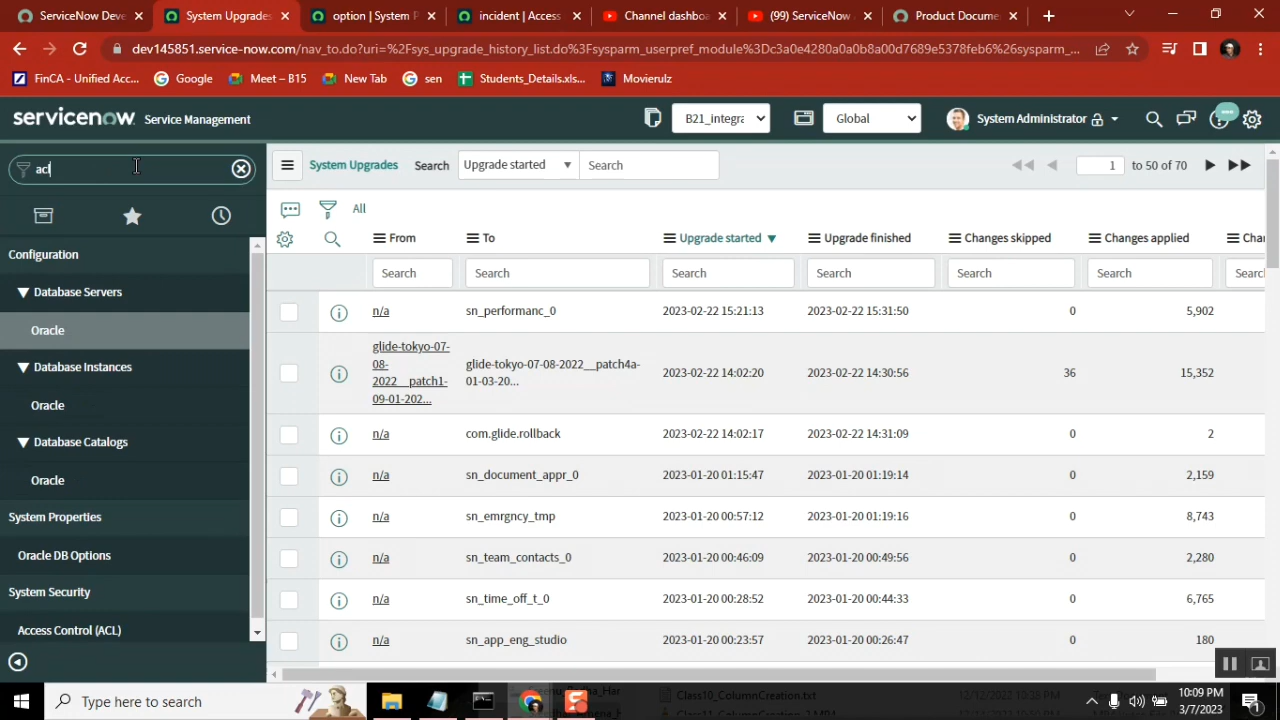 ServiceNow Deve
System Upgrades
option | System P
incident | Access
Channel dashboa
(99) ServiceNow
Product Docume
dev145851.service-now.com/nav_to.do?uri=%2Fsys_upgrade_history_list.do%3Fsysparm_userpref_module%3Dc3a0e4280a0a0b8a00d7689e5378feb6%26sysparm_...
FinCA - Unified Acc...
Google
Meet – B15
New Tab
sen
Students_Details.xls...
Movierulz
servicenow. Service Management
B21_integra
Global
System Administrator
acl
System Upgrades
Search
Upgrade started
Search
1 to 50 of 70
All
From
To
Upgrade started
Upgrade finished
Changes skipped
Changes applied
Cha
Search
Search
Search
Search
Search
Search
Searc
Configuration
Database Servers
Oracle
Database Instances
Oracle
Database Catalogs
Oracle
System Properties
Oracle DB Options
System Security
Access Control (ACL)
n/a sn_performanc_0 2023-02-22 15:21:13 2023-02-22 15:31:50 0 5,902
glide-tokyo-07-
08-
2022__patch1-
09-01-202...
glide-tokyo-07-08-2022__patch4a-
01-03-20...
2023-02-22 14:02:20 2023-02-22 14:30:56 36 15,352
n/a com.glide.rollback 2023-02-22 14:02:17 2023-02-22 14:31:09 0 2
n/a sn_document_appr_0 2023-01-20 01:15:47 2023-01-20 01:19:14 0 2,159
n/a sn_emrgncy_tmp 2023-01-20 00:57:12 2023-01-20 01:19:16 0 8,743
n/a sn_team_contacts_0 2023-01-20 00:46:09 2023-01-20 00:49:56 0 2,280
n/a sn_time_off_t_0 2023-01-20 00:28:52 2023-01-20 00:44:33 0 6,765
n/a sn_app_eng_studio 2023-01-20 00:23:57 2023-01-20 00:26:47 0 180
Type here to search
Class10_ColumnCreation.txt
10:09 PM
3/7/2023